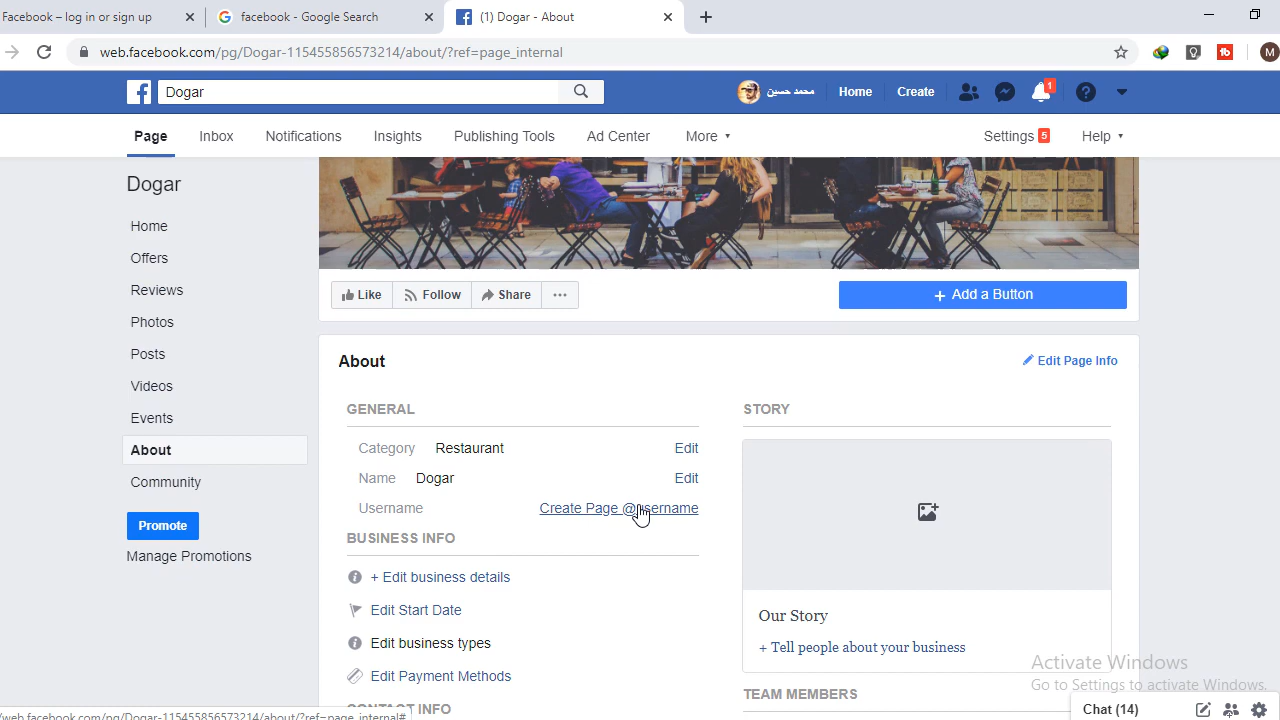 Facebook – log in or sign up
facebook - Google Search
(1) Dogar - About
web.facebook.com/pg/Dogar-115455856573214/about/?ref=page_internal
M
Dogar
محمد حسین
Home
Create
1
Page
Inbox
Notifications
Insights
Publishing Tools
Ad Center
More
Settings 5
Help
Dogar
Home
Offers
Reviews
Photos
Posts
Videos
Events
About
Community
Promote
Manage Promotions
Like
Follow
Share
+ Add a Button
About
Edit Page Info
GENERAL
Category Restaurant Edit
Name Dogar Edit
Username Create Page @username
BUSINESS INFO
+ Edit business details
Edit Start Date
Edit business types
Edit Payment Methods
CONTACT INFO
STORY
Our Story
+ Tell people about your business
TEAM MEMBERS
Activate Windows
Go to Settings to activate Windows.
Chat (14)
/web.facebook.com/pg/Dogar-115455856573214/about/?ref=page_internal#